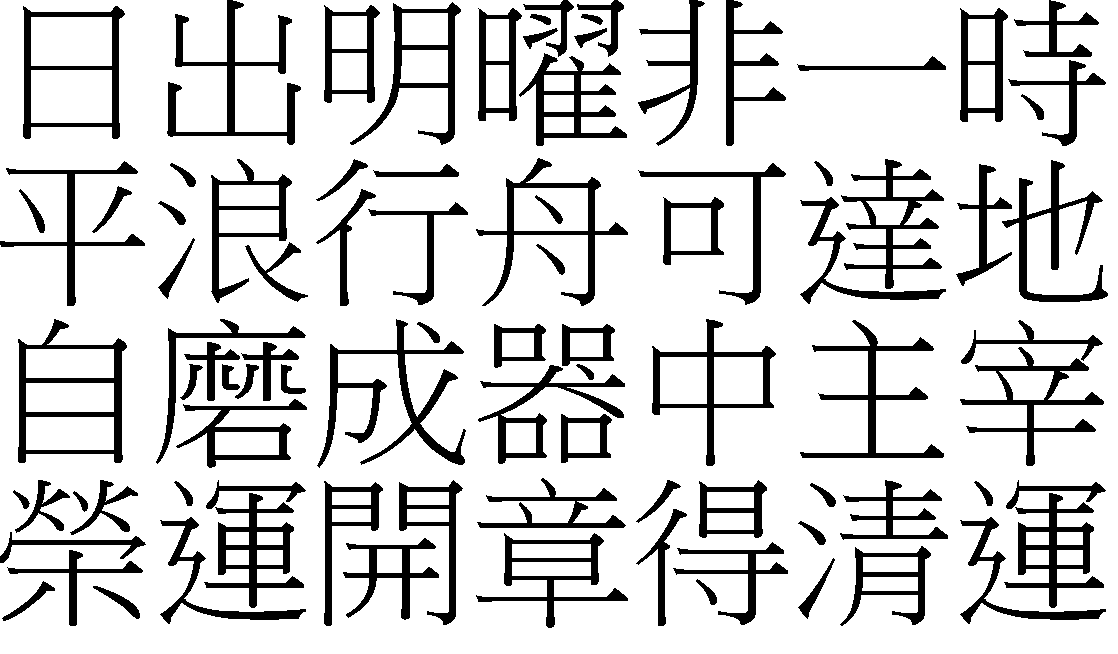 日出明曜非一時
平浪行舟可達地
自磨成器中主宰
榮運開章得清運